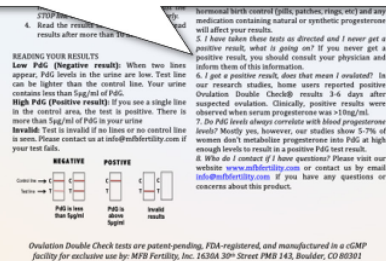 STOP line
4. Read the results
results after more than 10
READING YOUR RESULTS
Low PdG (Negative result): When two lines
appear, PdG levels in the urine are low. Test line
can be lighter than the control line. Your urine
contains less than 5μg/ml of PdG.
High PdG (Positive result): If you see a single line
in the control area, the test is positive. There is
more than 5μg/ml of PdG in your urine
Invalid: Test is invalid if no lines or no control line
is seen. Please contact us at info@mfbfertility.com if
your test fails.
NEGATIVE POSTIVE
Control line
Test line
C T C T C T C T
PdG is less
than 5μg/ml
PdG is
above
5μg/ml
Invalid
results
hormonal birth control (pills, patches, rings, etc) and any
medication containing natural or synthetic progesterone
will affect your results.
5. I have taken these tests as directed and I never get a
positive result, what is going on? If you never get a
positive result, you should consult your physician and
inform them of this information.
6. I got a positive result, does that mean I ovulated? In
our research studies, home users reported positive
Ovulation Double Check® results 3-6 days after
suspected ovulation. Clinically, positive results were
observed when serum progesterone was >10ng/ml.
7. Do PdG levels always correlate with blood progesterone
levels? Mostly yes, however, our studies show 5-7% of
women don't metabolize progesterone into PdG at high
enough levels to result in a positive PdG test result.
8. Who do I contact if I have questions? Please visit our
website www.mfbfertility.com or contact us by email
info@mfbfertility.com if you have any questions or
concerns about this product.
Ovulation Double Check tests are patent-pending, FDA-registered, and manufactured in a cGMP
facility for exclusive use by: MFB Fertility, Inc. 1630A 30th Street PMB 143, Boulder, CO 80301